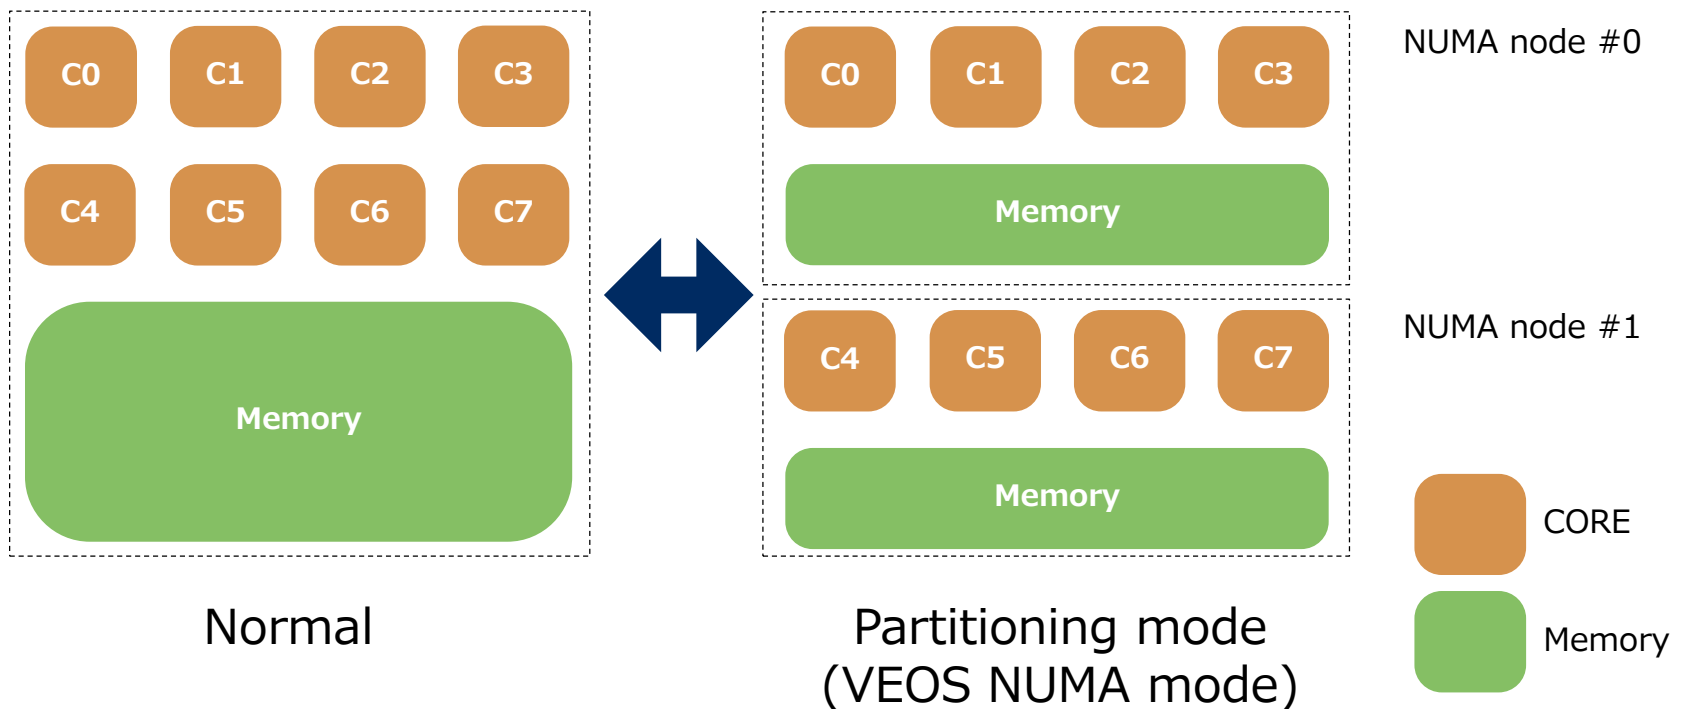 C0 C1 C2 C3
C4 C5 C6 C7
Memory
Normal
C0 C1 C2 C3
Memory
C4 C5 C6 C7
Memory
Partitioning mode
(VEOS NUMA mode)
NUMA node #0
NUMA node #1
CORE
Memory